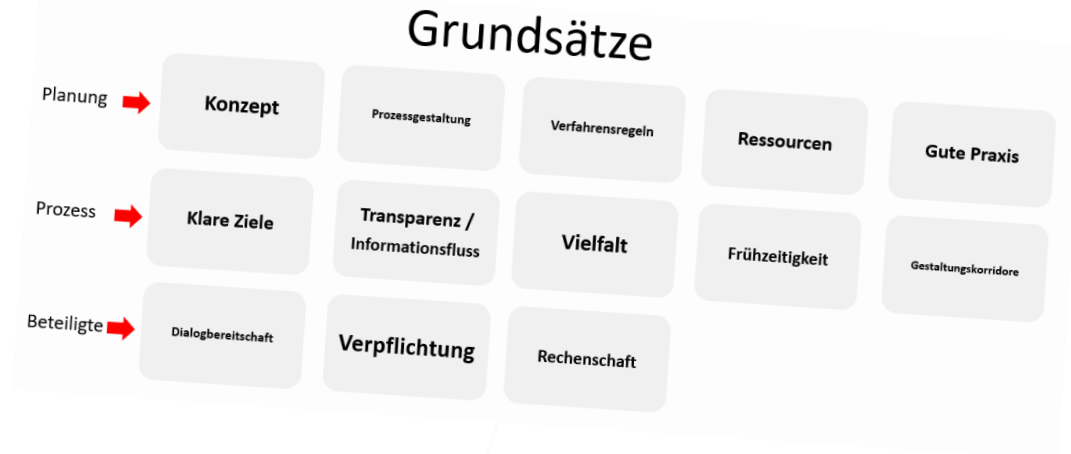 Grundsätze
Planung
Konzept
Prozessgestaltung
Verfahrensregeln
Ressourcen
Gute Praxis
Prozess
Klare Ziele
Transparenz /
Informationsfluss
Vielfalt
Frühzeitigkeit
Gestaltungskorridore
Beteiligte
Dialogbereitschaft
Verpflichtung
Rechenschaft